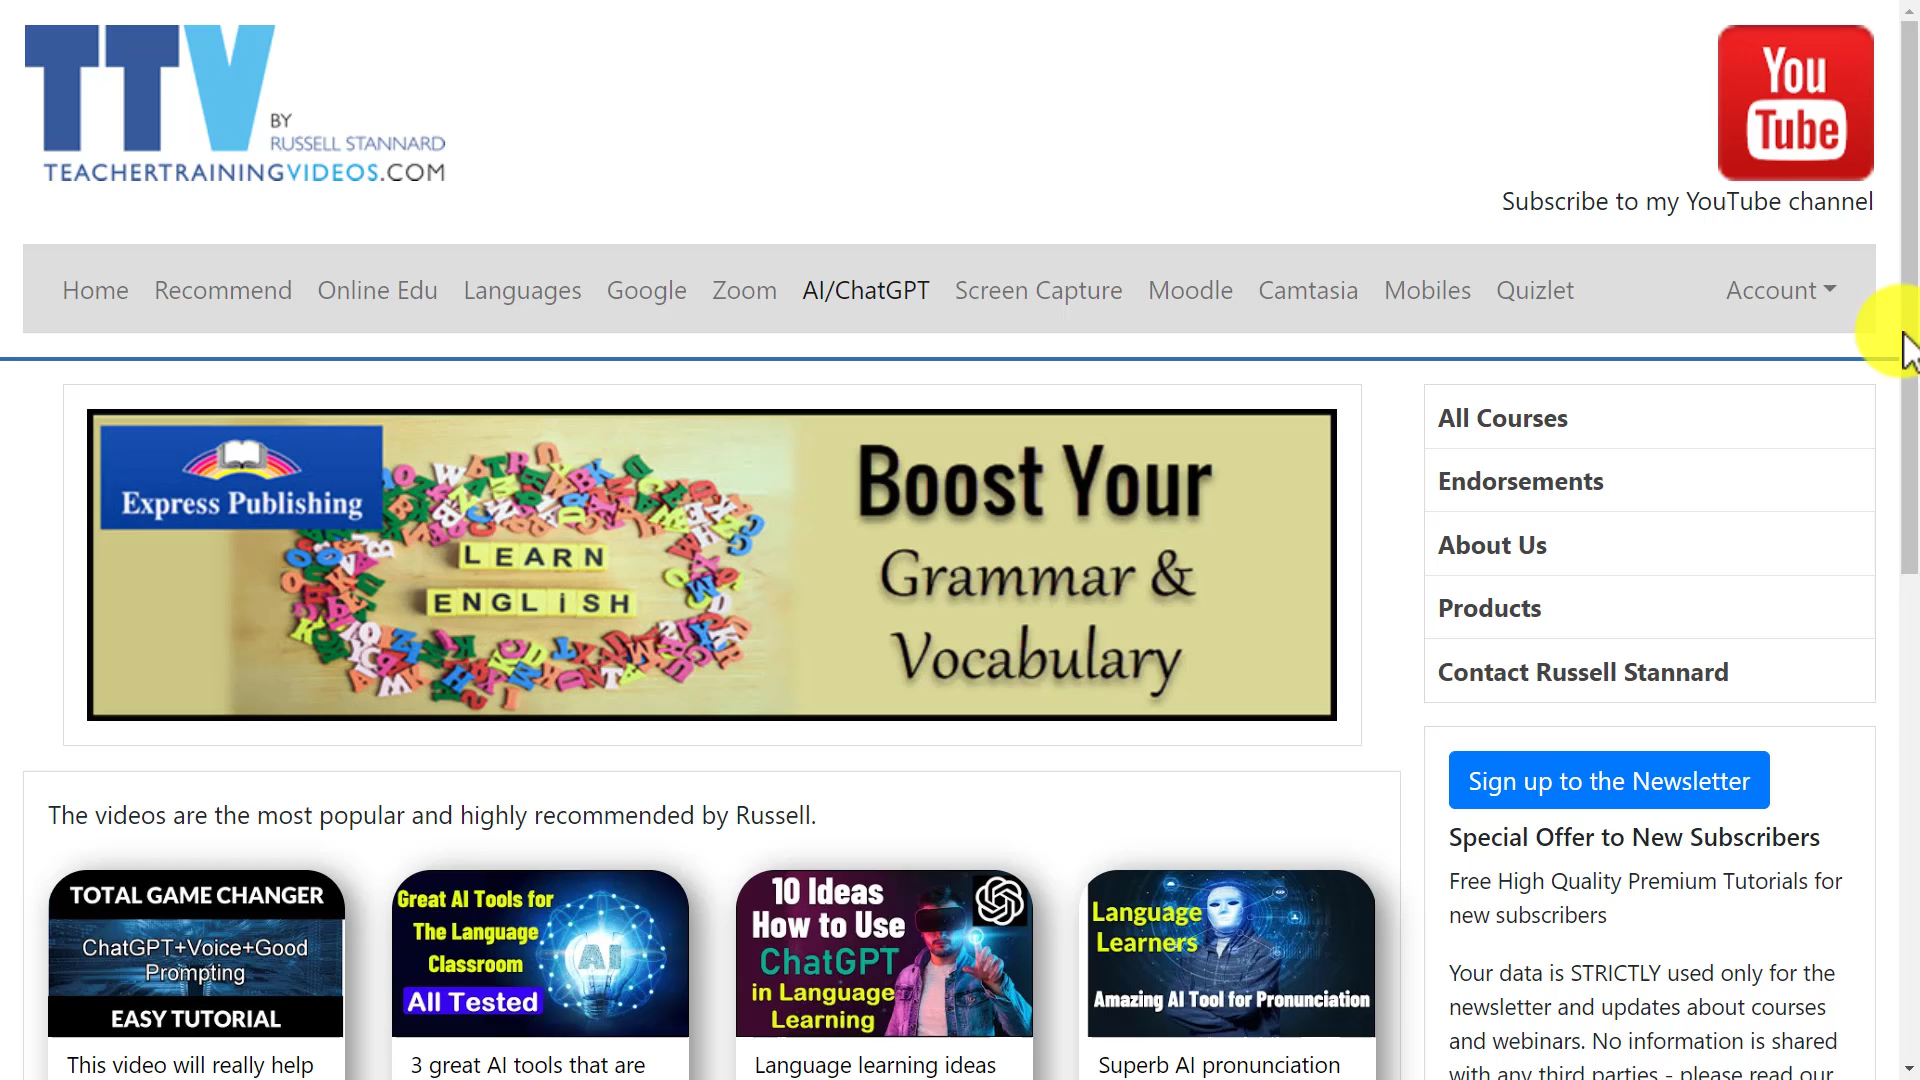 TTV
BY
RUSSELL STANNARD
TEACHERTRAININGVIDEOS.COM
You
Tube
Subscribe to my YouTube channel
Home Recommend Online Edu Languages Google Zoom AI/ChatGPT Screen Capture Moodle Camtasia Mobiles Quizlet Account
Express Publishing
LEARN
ENGLiSH
Boost Your
Grammar &
Vocabulary
All Courses
Endorsements
About Us
Products
Contact Russell Stannard
Sign up to the Newsletter
Special Offer to New Subscribers
Free High Quality Premium Tutorials for
new subscribers
Your data is STRICTLY used only for the
newsletter and updates about courses
and webinars. No information is shared
with any third parties - please read our
The videos are the most popular and highly recommended by Russell.
TOTAL GAME CHANGER
ChatGPT+Voice+Good
Prompting
EASY TUTORIAL
This video will really help
Great AI Tools for
The Language
Classroom
All Tested
AI
3 great AI tools that are
10 Ideas
How to Use
ChatGPT
in Language
Learning
Language learning ideas
Language
Learners
Amazing AI Tool for Pronunciation
Superb AI pronunciation